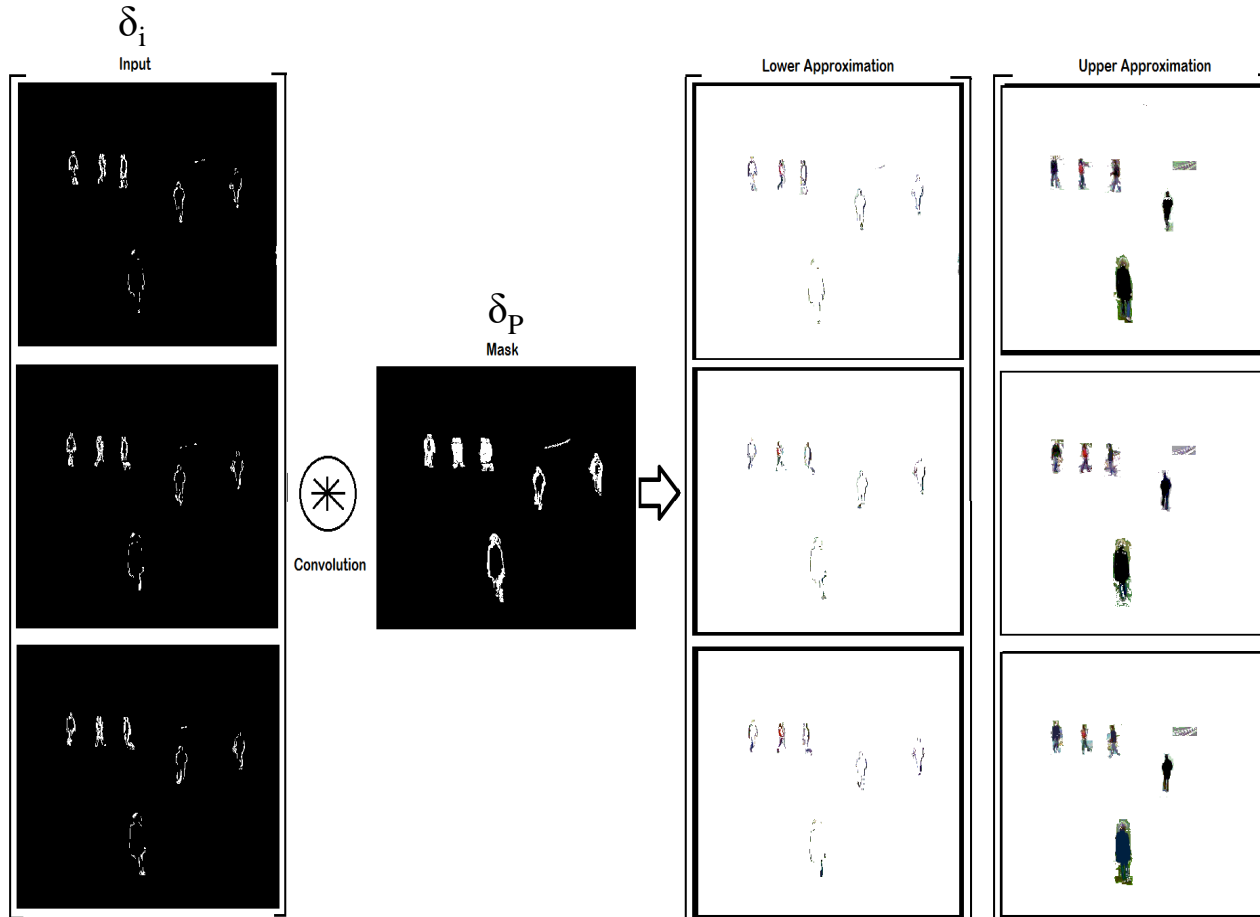 δi
Input
Lower Approximation
Upper Approximation
δP
Mask
Convolution